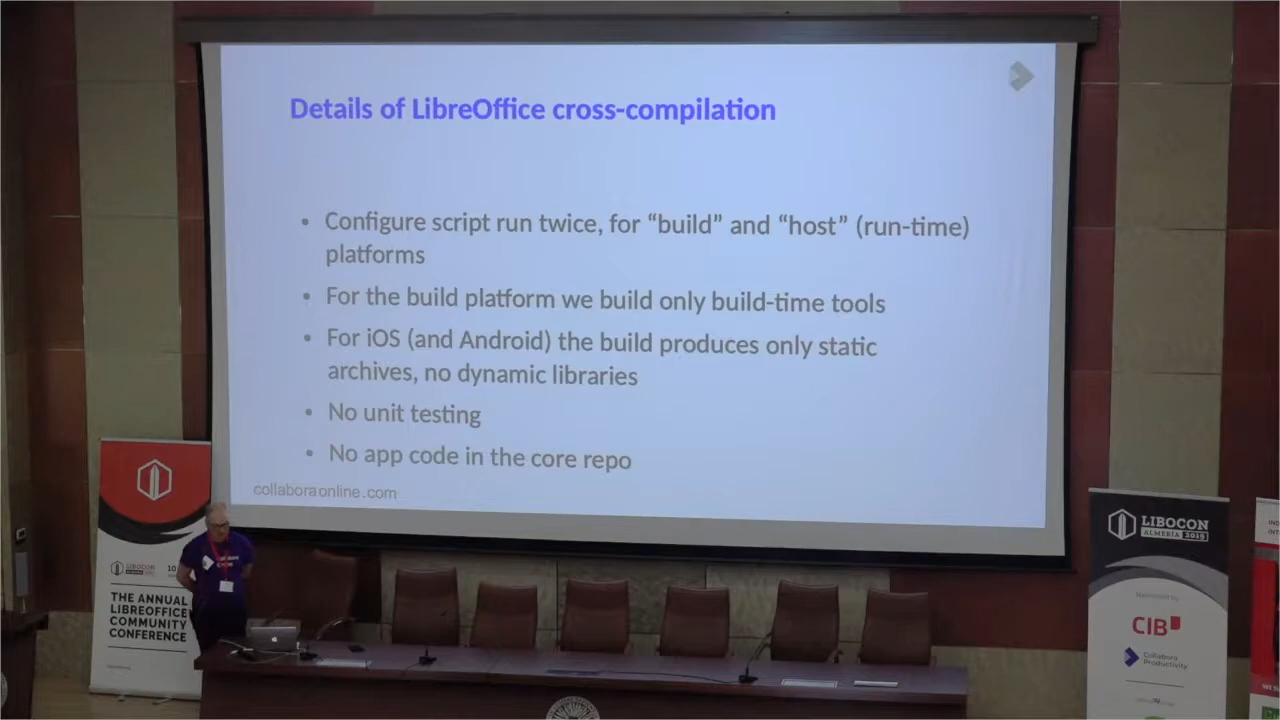 Details of LibreOffice cross-compilation
• Configure script run twice, for “build” and “host” (run-time)
platforms
• For the build platform we build only build-time tools
• For iOS (and Android) the build produces only static
archives, no dynamic libraries
• No unit testing
• No app code in the core repo
collaboraonline.com
LIBOCON
10
THE ANNUAL
LIBREOFFICE
COMMUNITY
CONFERENCE
LIBOCON
ALMERÍA 2019
CIB
Collabora
Productivity